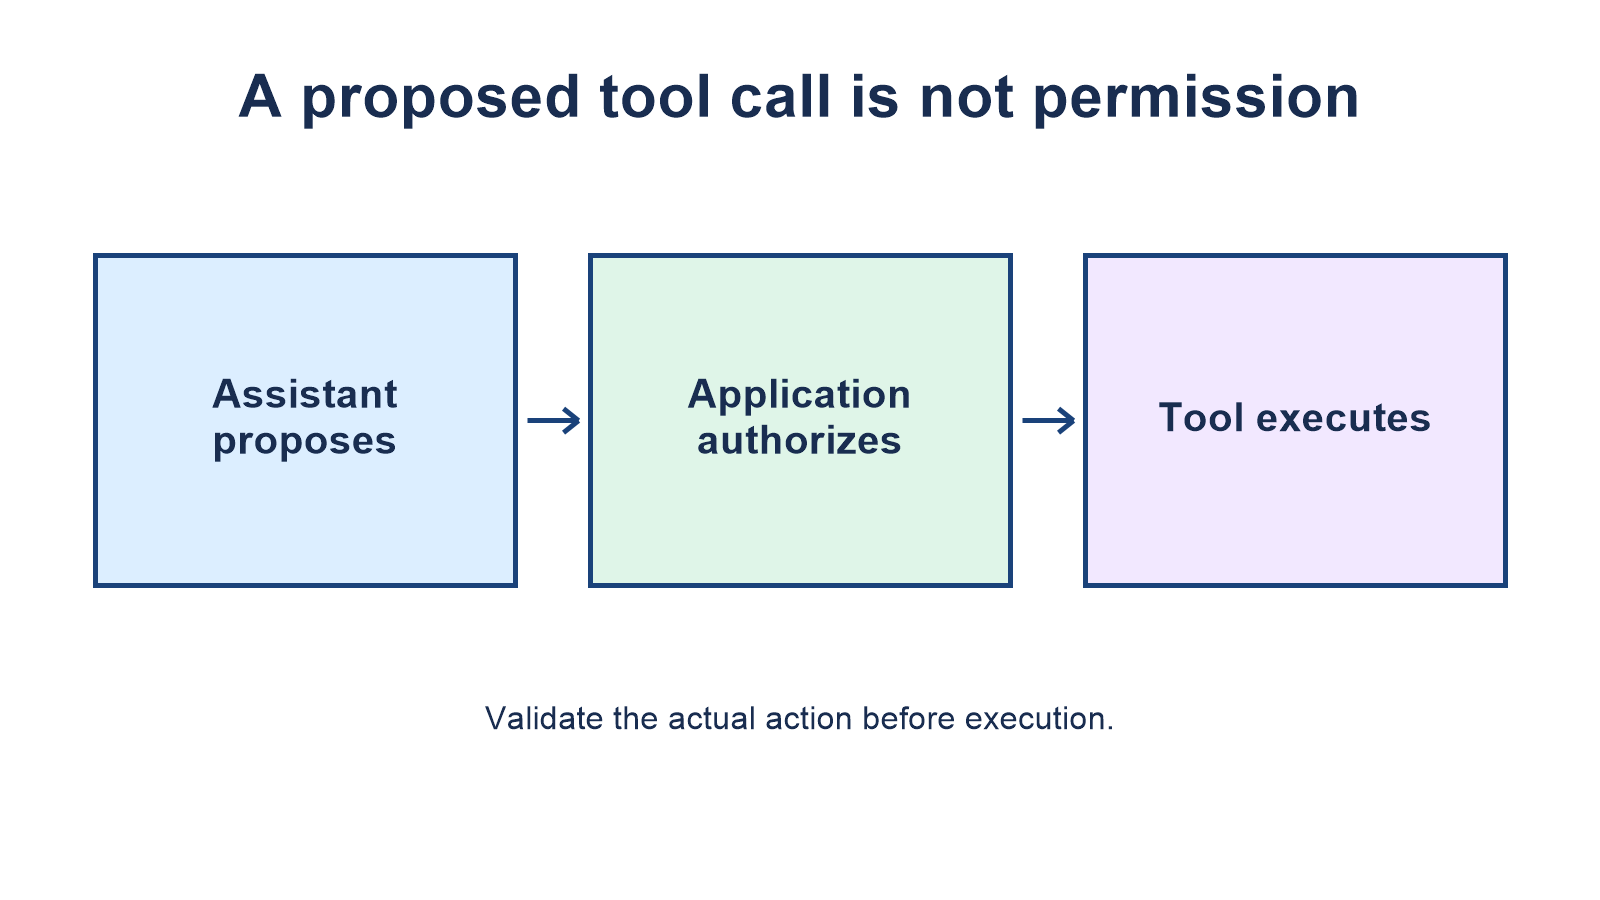 A proposed tool call is not permission
Assistant
proposes
Application
authorizes
Tool executes
Validate the actual action before execution.